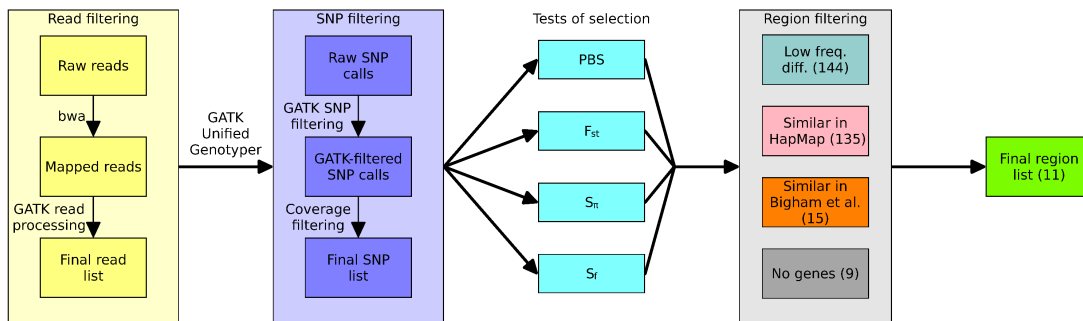 Read filtering
Raw reads
bwa
Mapped reads
GATK read
processing
Final read
list
GATK
Unified
Genotyper
SNP filtering
Raw SNP
calls
GATK SNP
filtering
GATK-filtered
SNP calls
Coverage
filtering
Final SNP
list
Tests of selection
PBS
Fst
Sπ
Sf
Region filtering
Low freq.
diff. (144)
Similar in
HapMap (135)
Similar in
Bigham et al.
(15)
No genes (9)
Final region
list (11)